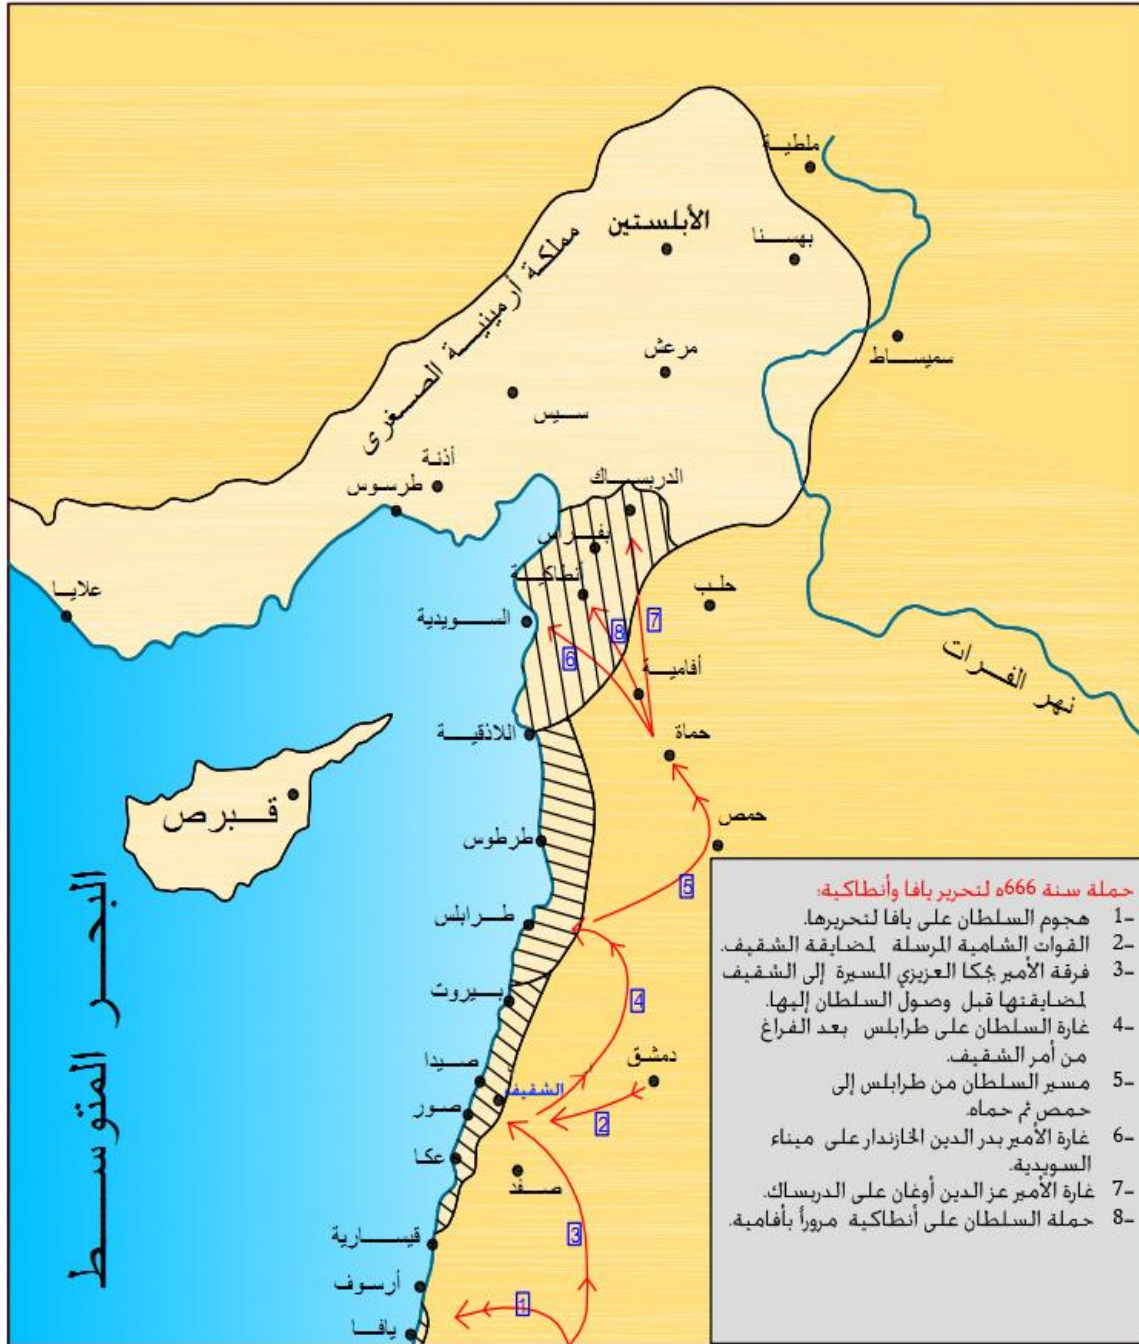 ملطية
الأبلستين
بهسنا
مملكة أرمينية الصغرى
سميساط
مرعش
سيس
أذنة
الدربساك
طرسوس
بغراس
أنطاكية
حلب
علايا
السويدية
7
8
6
أفامية
نهر الفرات
اللاذقية
حماة
قبرص
طرطوس
حمص
5
البحر المتوسط
طرابلس
بيروت
4
صيدا
دمشق
الشقيف
صور
2
عكا
صفد
3
قيسارية
أرسوف
1
يافا
حملة سنة 666ه لتحرير يافا وأنطاكية:
1- هجوم السلطان على يافا لتحريرها.
2- القوات الشامية المرسلة لمضايقة الشقيف.
3- فرقة الأمير بجكا العزيزي المسيرة إلى الشقيف
لمضايقتها قبل وصول السلطان إليها.
4- غارة السلطان على طرابلس بعد الفراغ
من أمر الشقيف.
5- مسير السلطان من طرابلس إلى
حمص ثم حماه.
6- غارة الأمير بدر الدين الخازندار على ميناء
السويدية.
7- غارة الأمير عز الدين أوغان على الدربساك.
8- حملة السلطان على أنطاكية مروراً بأفامية.